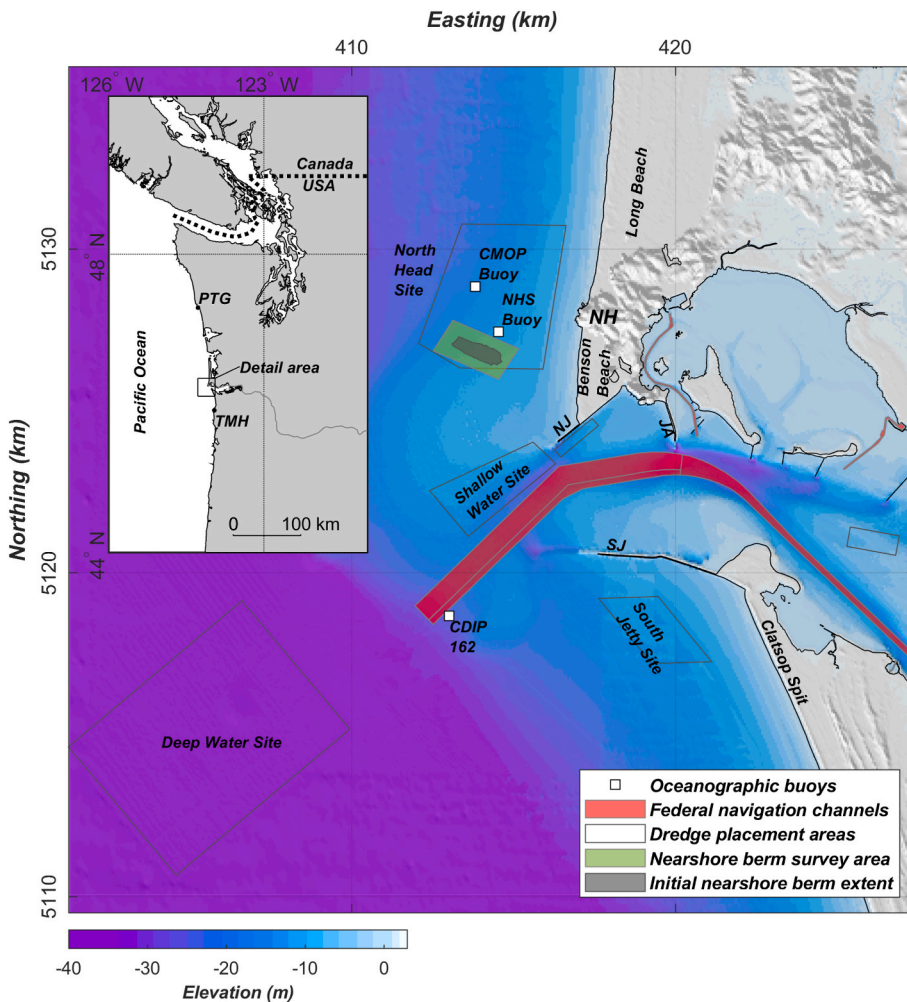 Easting (km)
410
420
126° W
123° W
Canada
USA
48° N
PTG
Pacific Ocean
Detail area
TMH
0
100 km
44° N
Northing (km)
5130
5120
5110
North
Head
Site
CMOP
Buoy
NHS
Buoy
Long Beach
NH
Benson
Beach
NJ
JA
Shallow
Water Site
SJ
CDIP
162
South
Jetty Site
Clatsop Spit
Deep Water Site
Oceanographic buoys
Federal navigation channels
Dredge placement areas
Nearshore berm survey area
Initial nearshore berm extent
-40
-30
-20
-10
0
Elevation (m)